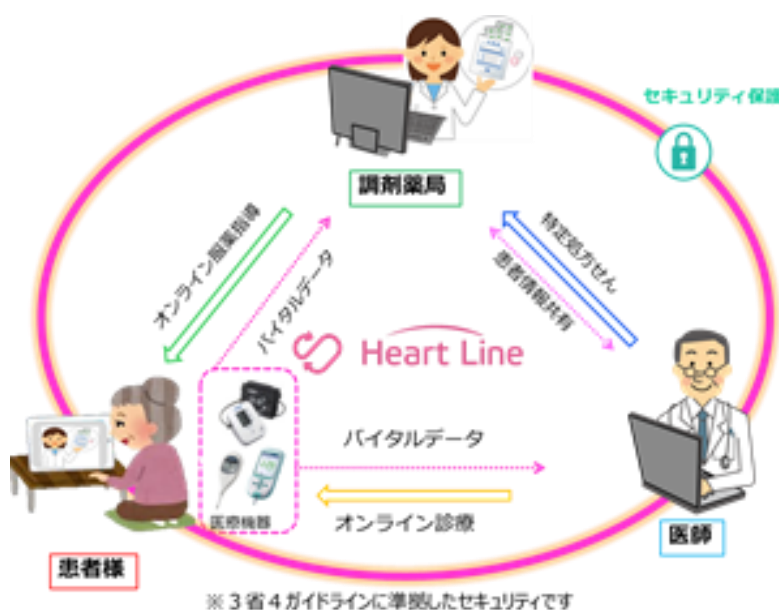 セキュリティ保護
調剤薬局
オンライン服薬指導
バイタルデータ
特定処方せん
患者情報共有
Heart Line
バイタルデータ
オンライン診療
医療機器
患者様
医師
※３省４ガイドラインに準拠したセキュリティです